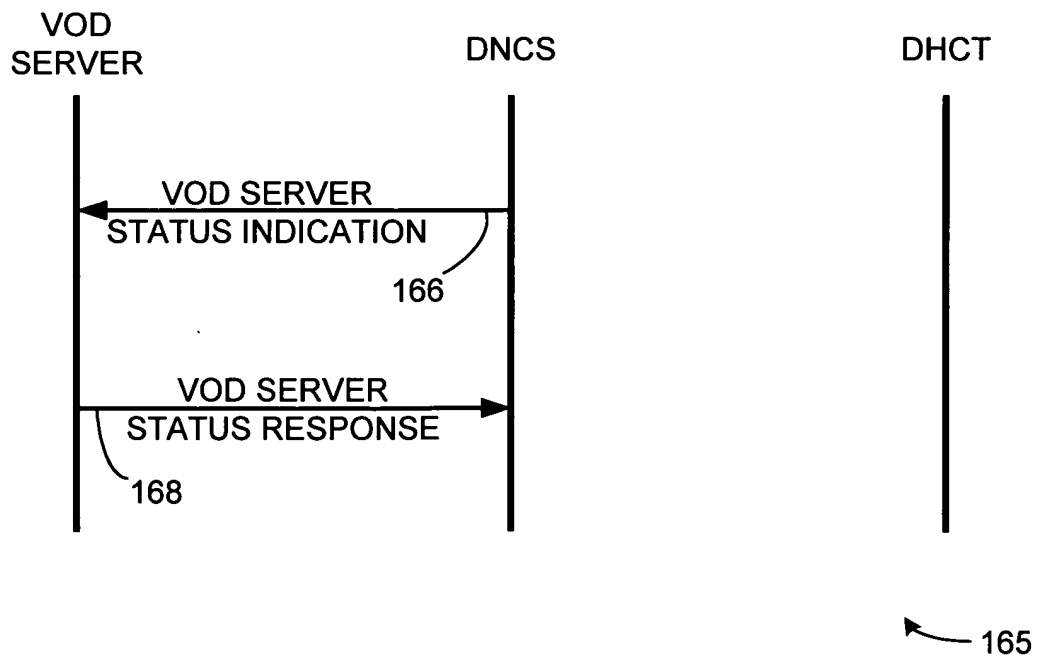 VOD
SERVER
DNCS
DHCT
VOD SERVER
STATUS INDICATION
166
VOD SERVER
STATUS RESPONSE
168
165